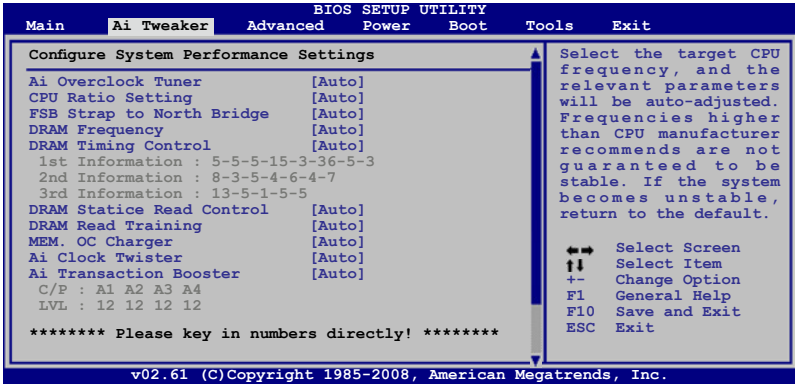 BIOS SETUP UTILITY
Main Ai Tweaker Advanced Power Boot Tools Exit
Configure System Performance Settings
Ai Overclock Tuner [Auto]
CPU Ratio Setting [Auto]
FSB Strap to North Bridge [Auto]
DRAM Frequency [Auto]
DRAM Timing Control [Auto]
1st Information : 5-5-5-15-3-36-5-3
2nd Information : 8-3-5-4-6-4-7
3rd Information : 13-5-1-5-5
DRAM Statice Read Control [Auto]
DRAM Read Training [Auto]
MEM. OC Charger [Auto]
Ai Clock Twister [Auto]
Ai Transaction Booster [Auto]
C/P : A1 A2 A3 A4
LVL : 12 12 12 12
******** Please key in numbers directly! ********
Select the target CPU
frequency, and the
relevant parameters
will be auto-adjusted.
Frequencies higher
than CPU manufacturer
recommends are not
guaranteed to be
stable. If the system
becomes unstable,
return to the default.
Select Screen
Select Item
+- Change Option
F1 General Help
F10 Save and Exit
ESC Exit
v02.61 (C)Copyright 1985-2008, American Megatrends, Inc.